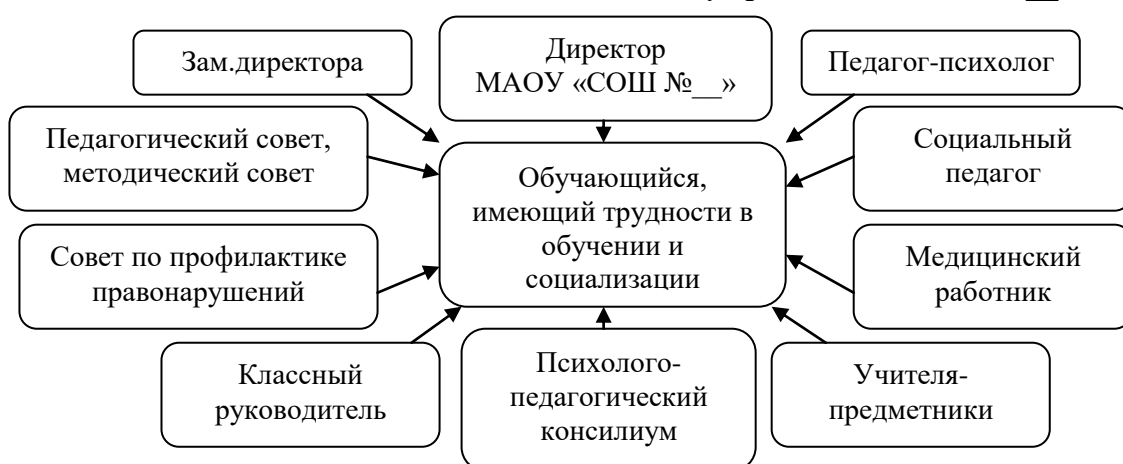 Зам.директора
Директор
МАОУ «СОШ №__»
Педагог-психолог
Педагогический совет,
методический совет
Социальный
педагог
Обучающийся,
имеющий трудности в
обучении и
социализации
Совет по профилактике
правонарушений
Медицинский
работник
Классный
руководитель
Психолого-
педагогический
консилиум
Учителя-
предметники